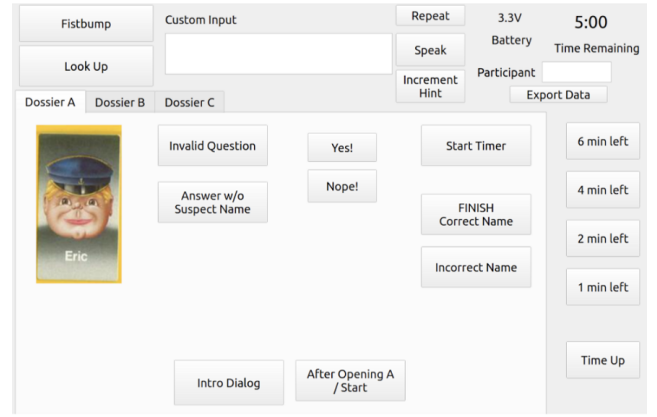 Fistbump
Custom Input
Repeat
3.3V
5:00
Look Up
Speak
Battery
Time Remaining
Increment
Hint
Participant
Export Data
Dossier A
Dossier B
Dossier C
Invalid Question
Yes!
Start Timer
6 min left
Answer w/o
Suspect Name
Nope!
FINISH
Correct Name
4 min left
2 min left
Eric
Incorrect Name
1 min left
Intro Dialog
After Opening A
/ Start
Time Up